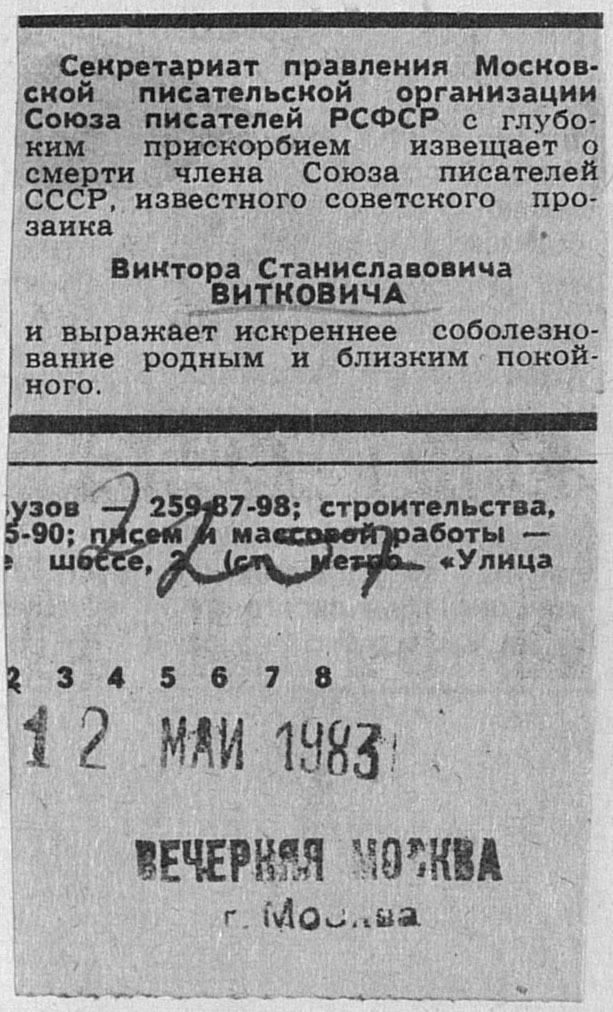 Секретариат правления Москов-
ской писательской организации
Союза писателей РСФСР с глубо-
ким прискорбием извещает о
смерти члена Союза писателей
СССР, известного советского про-
заика
Виктора Станиславовича
ВИТКОВИЧА
и выражает искреннее соболезно-
вание родным и близким покой-
ного.
вузов — 259-87-98; строительства,
5-90; писем и массовой работы —
е шоссе, 2 (ст. метро «Улица
2 3 4 5 6 7 8
12 МАЙ 1983
ВЕЧЕРНЯЯ МОСКВА
г. Москва